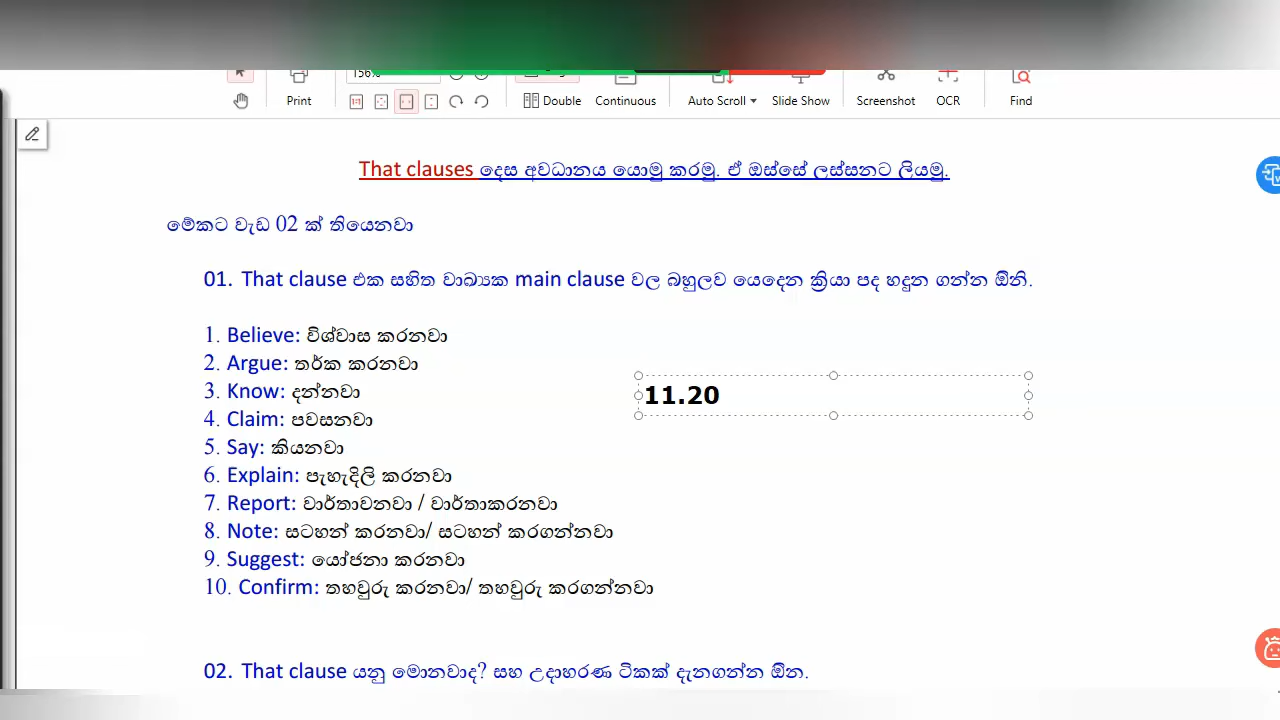 156%
Print
Double
Continuous
Auto Scroll
Slide Show
Screenshot
OCR
Find
That clauses දෙස අවධානය යොමු කරමු. ඒ ඔස්සේ ලස්සනට ලියමු.
මේකට වැඩ 02 ක් තියෙනවා
01. That clause එක සහිත වාඛ්‍යක main clause වල බහුලව යෙදෙන ක්‍රියා පද හදුන ගන්න ඕනි.
1. Believe: විශ්වාස කරනවා
2. Argue: තර්ක කරනවා
3. Know: දන්නවා
11.20
4. Claim: පවසනවා
5. Say: කියනවා
6. Explain: පැහැදිලි කරනවා
7. Report: වාර්තාවනවා / වාර්තාකරනවා
8. Note: සටහන් කරනවා/ සටහන් කරගන්නවා
9. Suggest: යෝජනා කරනවා
10. Confirm: තහවුරු කරනවා/ තහවුරු කරගන්නවා
02. That clause යනු මොනවාද? සහ උදාහරණ ටිකක් දැනගන්න ඕන.